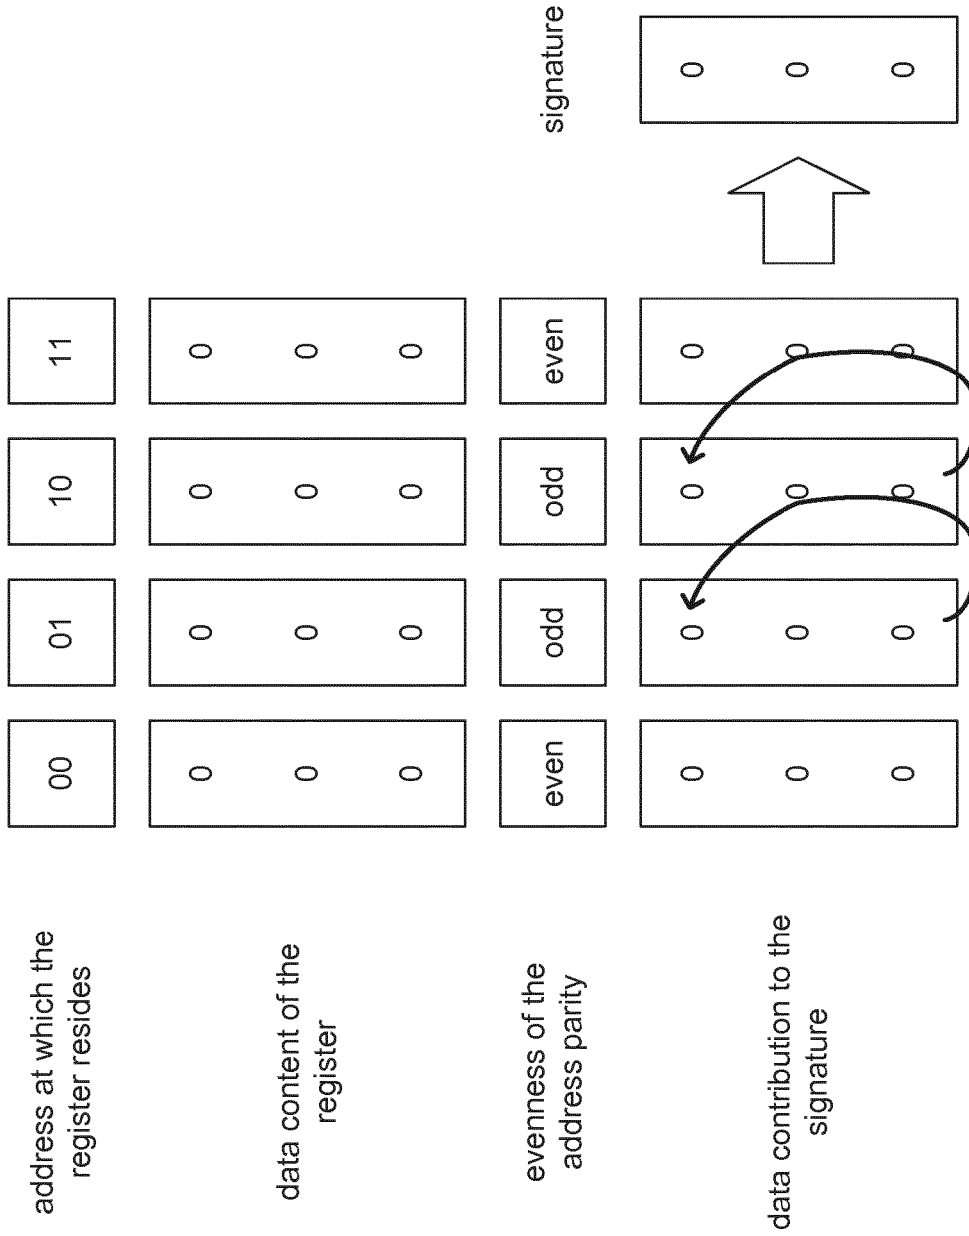 address at which the
register resides
00 01 10 11
data content of the
register
0 0 0 0
0 0 0 0
0 0 0 0
evenness of the
address parity
even odd odd even
signature
data contribution to the
signature
0 0 0 0 0
0 0 0 0 0
0 0 0 0 0